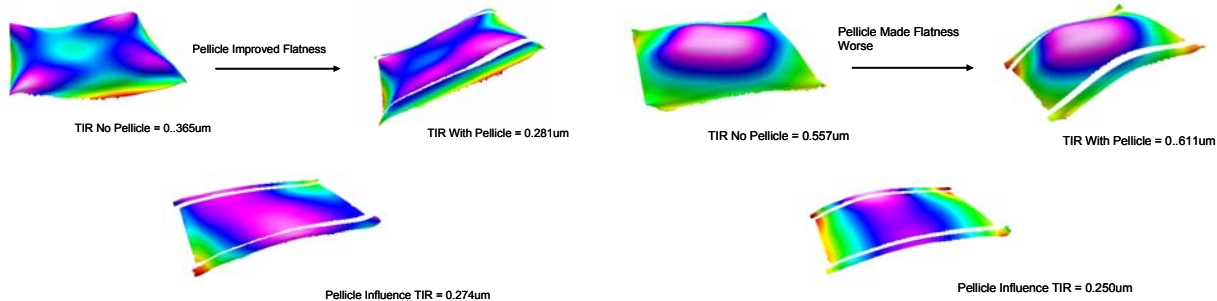 Pellicle Improved Flatness
TIR No Pellicle = 0..365um
TIR With Pellicle = 0.281um
Pellicle Influence TIR = 0.274um
Pellicle Made Flatness
Worse
TIR No Pellicle = 0.557um
TIR With Pellicle = 0..611um
Pellicle Influence TIR = 0.250um